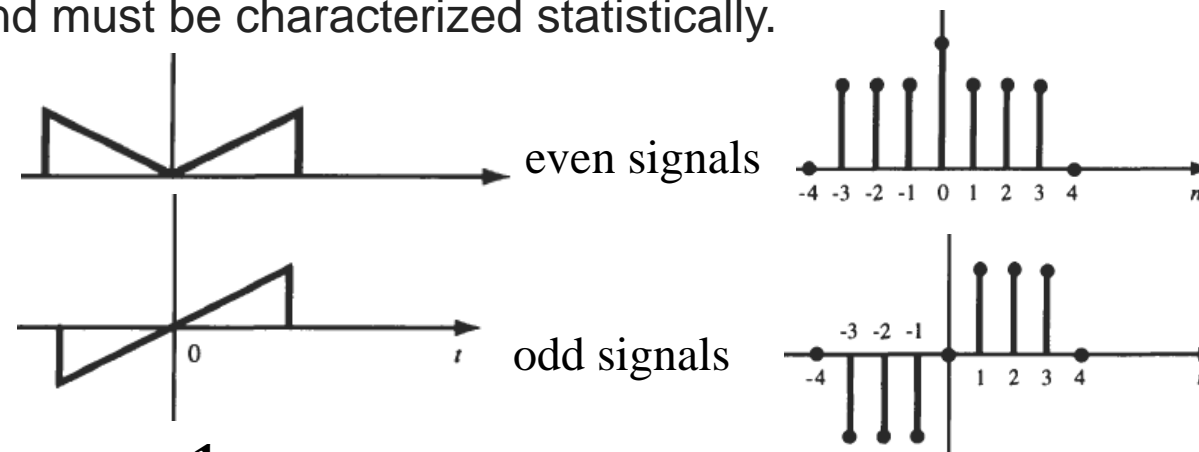 nd must be characterized statistically.
even signals
-4 -3 -2 -1 0 1 2 3 4 n
0 t
odd signals
-3 -2 -1
-4 1 2 3 4